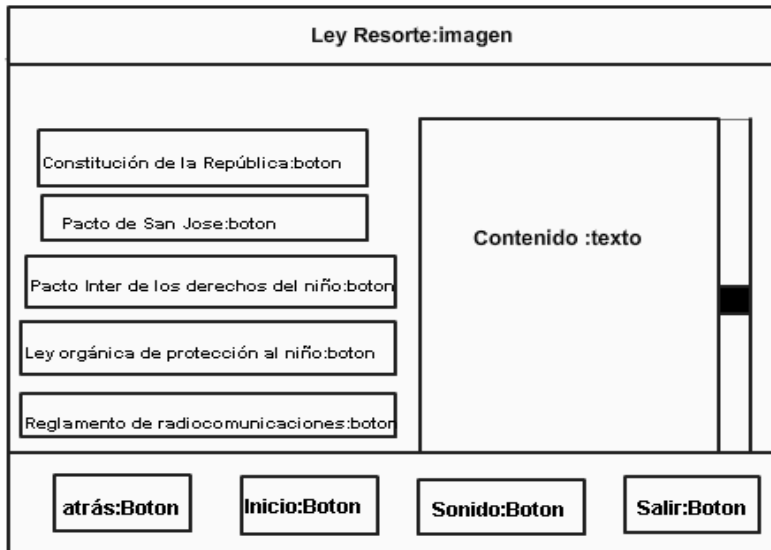 Ley Resorte:imagen
Constitución de la República:boton
Pacto de San Jose:boton
Pacto Inter de los derechos del niño:boton
Ley orgánica de protección al niño:boton
Reglamento de radiocomunicaciones:boton
Contenido :texto
atrás:Boton
Inicio:Boton
Sonido:Boton
Salir:Boton